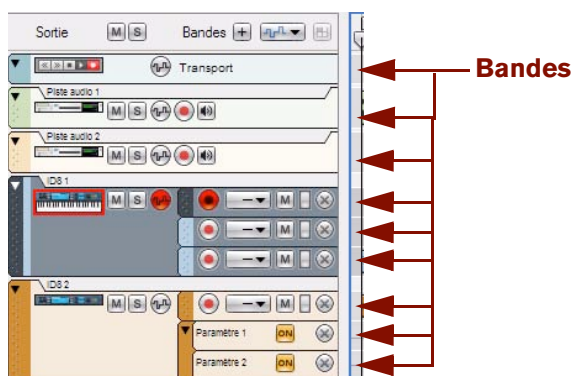 Sortie M S Bandes +
Transport
Bandes
Piste audio 1
M S
Piste audio 2
M S
ID8 1
M S M
M
M
ID8 2
M S M
Paramètre 1 ON
Paramètre 2 ON